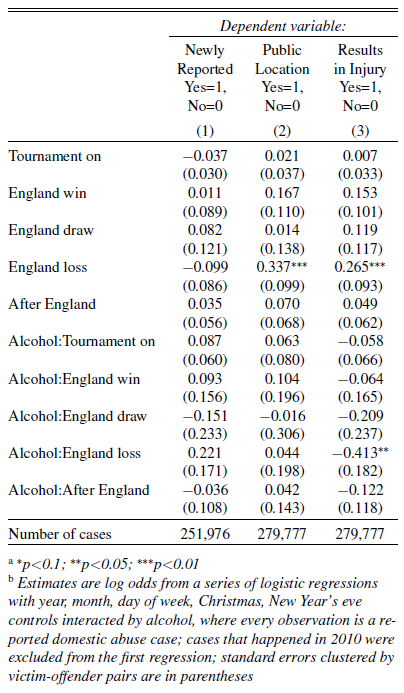 Dependent variable:
Newly Public Results
Reported Location in Injury
Yes=1, Yes=1, Yes=1,
No=0 No=0 No=0
(1) (2) (3)
Tournament on −0.037 0.021 0.007
(0.030) (0.037) (0.033)
England win 0.011 0.167 0.153
(0.089) (0.110) (0.101)
England draw 0.082 0.014 0.119
(0.121) (0.138) (0.117)
England loss −0.099 0.337*** 0.265***
(0.086) (0.099) (0.093)
After England 0.035 0.070 0.049
(0.056) (0.068) (0.062)
Alcohol:Tournament on 0.087 0.063 −0.058
(0.060) (0.080) (0.066)
Alcohol:England win 0.093 0.104 −0.064
(0.156) (0.196) (0.165)
Alcohol:England draw −0.151 −0.016 −0.209
(0.233) (0.306) (0.237)
Alcohol:England loss 0.221 0.044 −0.413**
(0.171) (0.198) (0.182)
Alcohol:After England −0.036 0.042 −0.122
(0.108) (0.143) (0.118)
Number of cases 251,976 279,777 279,777
a *p<0.1; **p<0.05; ***p<0.01
b Estimates are log odds from a series of logistic regressions
with year, month, day of week, Christmas, New Year's eve
controls interacted by alcohol, where every observation is a re-
ported domestic abuse case; cases that happened in 2010 were
excluded from the first regression; standard errors clustered by
victim-offender pairs are in parentheses